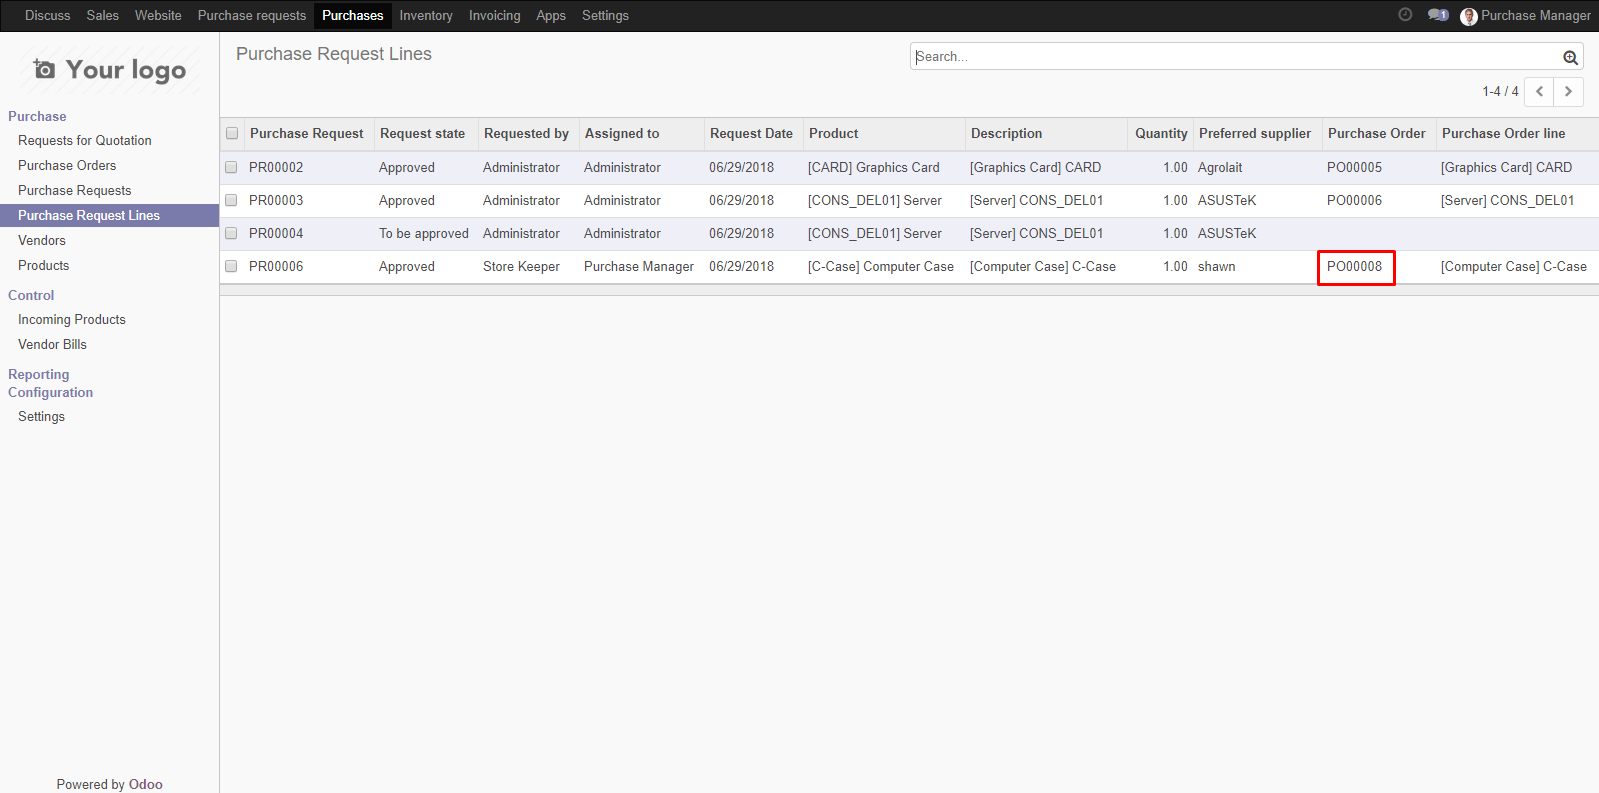 Discuss Sales Website Purchase requests Purchases Inventory Invoicing Apps Settings 1 Purchase Manager
Your logo
Purchase
Requests for Quotation
Purchase Orders
Purchase Requests
Purchase Request Lines
Vendors
Products
Control
Incoming Products
Vendor Bills
Reporting
Configuration
Settings
Powered by Odoo
Purchase Request Lines
Search...
1-4 / 4
Purchase Request Request state Requested by Assigned to Request Date Product Description Quantity Preferred supplier Purchase Order Purchase Order line
PR00002 Approved Administrator Administrator 06/29/2018 [CARD] Graphics Card [Graphics Card] CARD 1.00 Agrolait PO00005 [Graphics Card] CARD
PR00003 Approved Administrator Administrator 06/29/2018 [CONS_DEL01] Server [Server] CONS_DEL01 1.00 ASUSTeK PO00006 [Server] CONS_DEL01
PR00004 To be approved Administrator Administrator 06/29/2018 [CONS_DEL01] Server [Server] CONS_DEL01 1.00 ASUSTeK
PR00006 Approved Store Keeper Purchase Manager 06/29/2018 [C-Case] Computer Case [Computer Case] C-Case 1.00 shawn PO00008 [Computer Case] C-Case